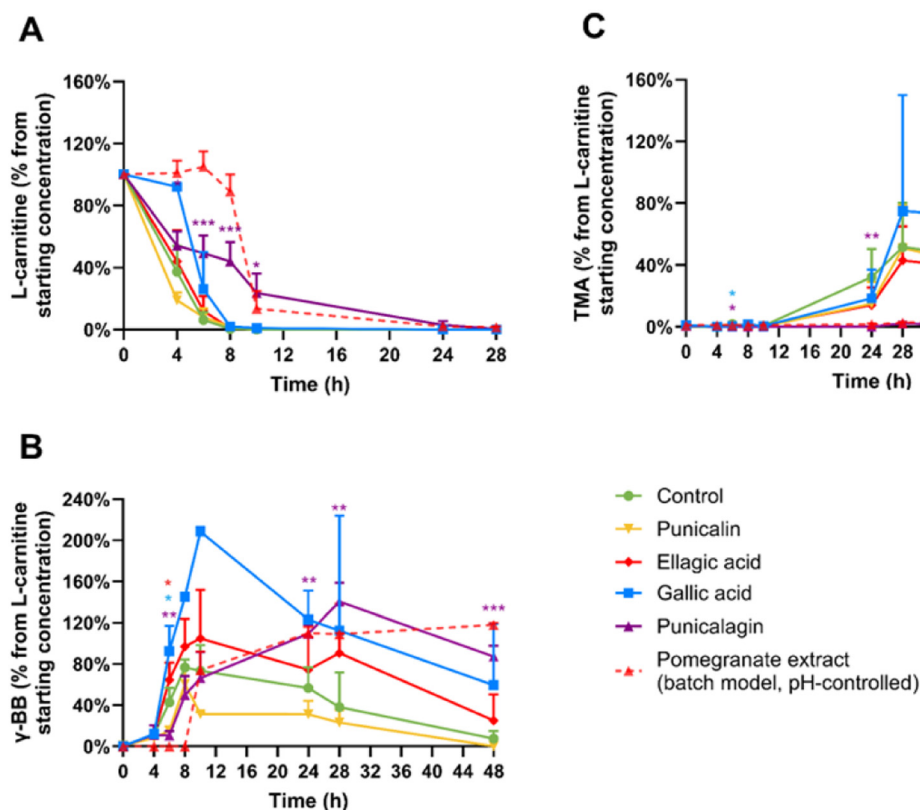 A
L-carnitine (% from
starting concentration)
160%
120%
80%
40%
0%
*
***
***
*
0 4 8 12 16 20 24 28
Time (h)
C
TMA (% from L-carnitine
starting concentration)
160%
120%
80%
40%
0%
*
*
**
0 4 8 12 16 20 24 28
Time (h)
B
γ-BB (% from L-carnitine
starting concentration)
240%
200%
160%
120%
80%
40%
0%
*
*
**
**
**
***
0 4 8 12 16 20 24 28 32 36 40 44 48
Time (h)
Control
Punicalin
Ellagic acid
Gallic acid
Punicalagin
Pomegranate extract
(batch model, pH-controlled)